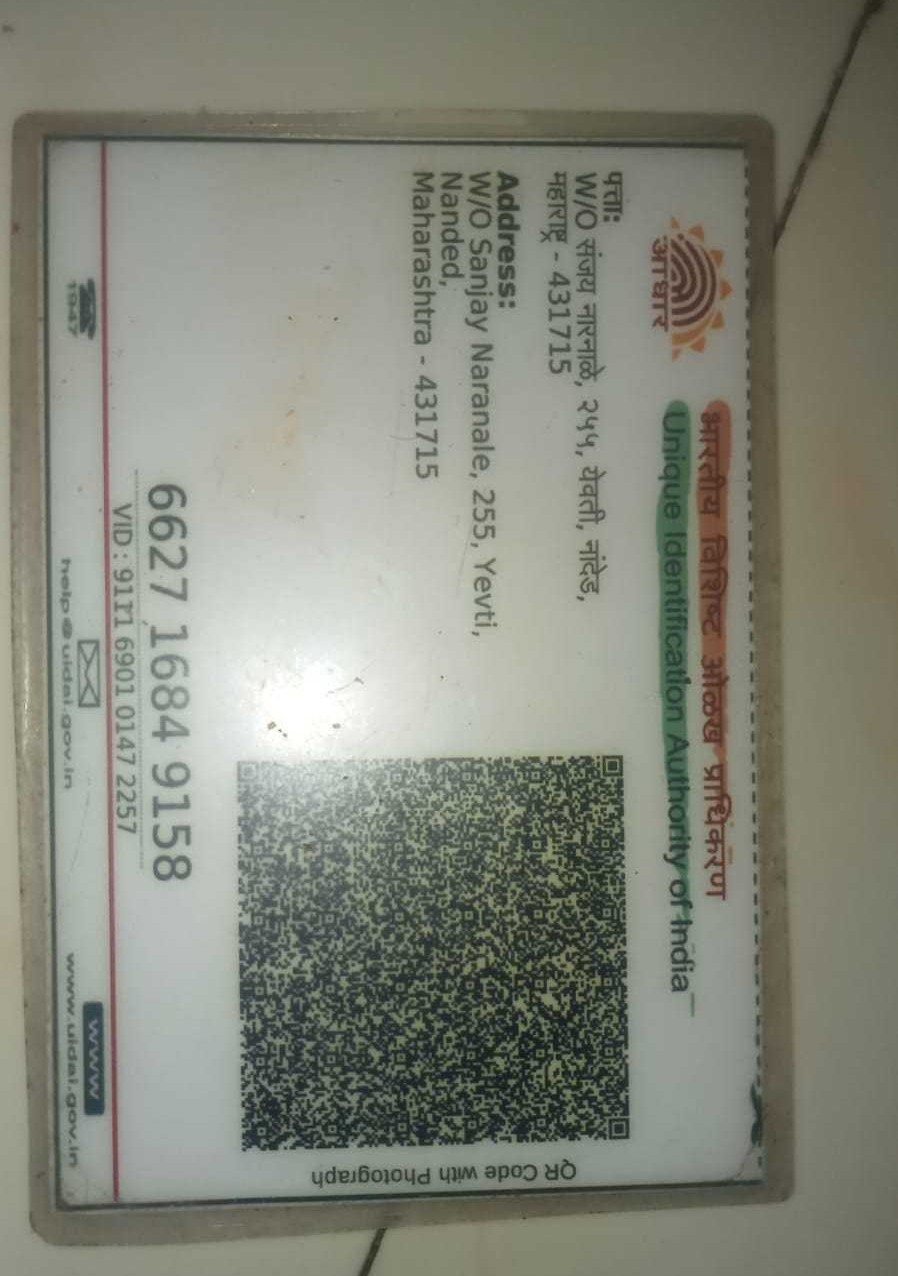 भारतीय विशिष्ट ओळख प्राधिकरण
Unique Identification Authority of India
आधार
पत्ता:
W/O संजय नारनाळे, २५५, येवती, नांदेड,
महाराष्ट्र - 431715
Address:
W/O Sanjay Naranale, 255, Yevti,
Nanded,
Maharashtra - 431715
QR Code with Photograph
6627 1684 9158
VID : 9171 6901 0147 2257
1947
help@uidai.gov.in
www
www.uidai.gov.in